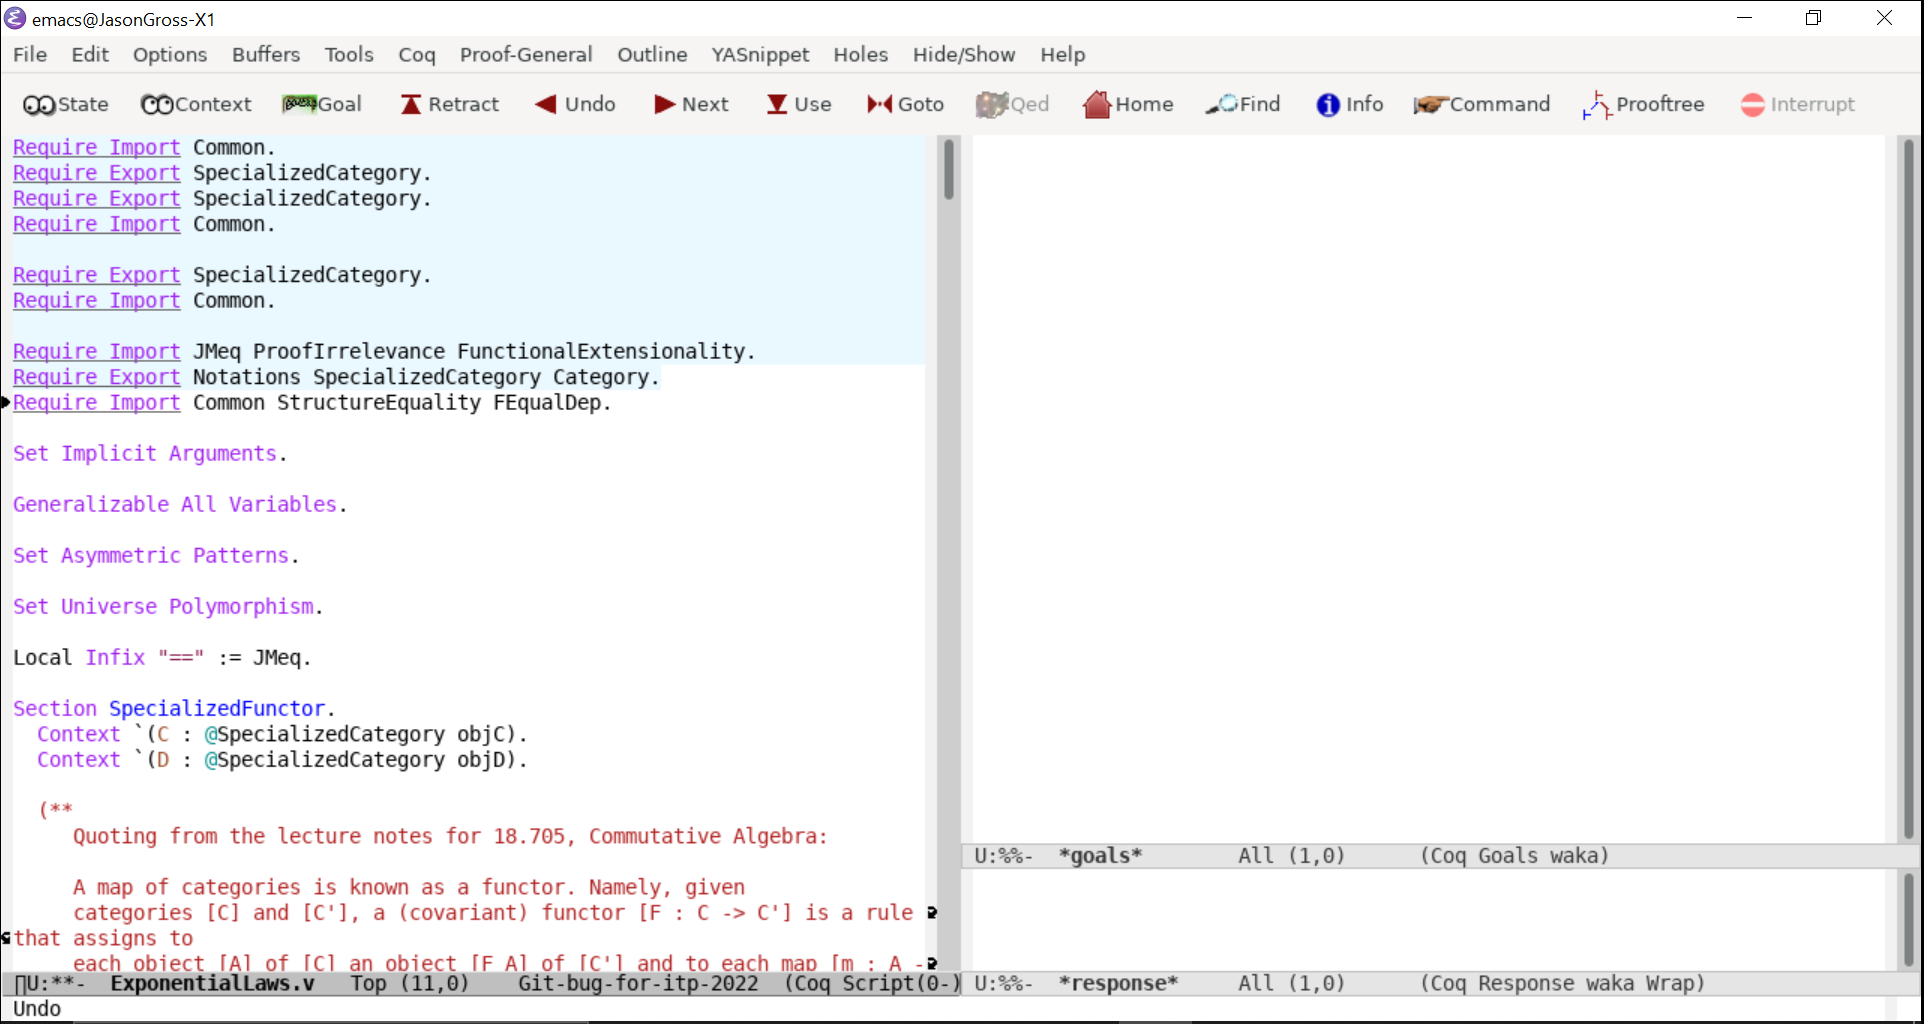 emacs@JasonGross-X1
File Edit Options Buffers Tools Coq Proof-General Outline YASnippet Holes Hide/Show Help
State Context Goal Retract Undo Next Use Goto Qed Home Find Info Command Prooftree Interrupt
Require Import Common.
Require Export SpecializedCategory.
Require Export SpecializedCategory.
Require Import Common.
Require Export SpecializedCategory.
Require Import Common.
Require Import JMeq ProofIrrelevance FunctionalExtensionality.
Require Export Notations SpecializedCategory Category.
Require Import Common StructureEquality FEqualDep.
Set Implicit Arguments.
Generalizable All Variables.
Set Asymmetric Patterns.
Set Universe Polymorphism.
Local Infix "==" := JMeq.
Section SpecializedFunctor.
Context `(C : @SpecializedCategory objC).
Context `(D : @SpecializedCategory objD).
(**
Quoting from the lecture notes for 18.705, Commutative Algebra:
A map of categories is known as a functor. Namely, given
categories [C] and [C'], a (covariant) functor [F : C -> C'] is a rule
that assigns to
each object [A] of [C] an object [F A] of [C'] and to each map [m : A -
U:**- ExponentialLaws.v Top (11,0) Git-bug-for-itp-2022 (Coq Script(0-)
Undo
U:%%- *goals* All (1,0) (Coq Goals waka)
U:%%- *response* All (1,0) (Coq Response waka Wrap)